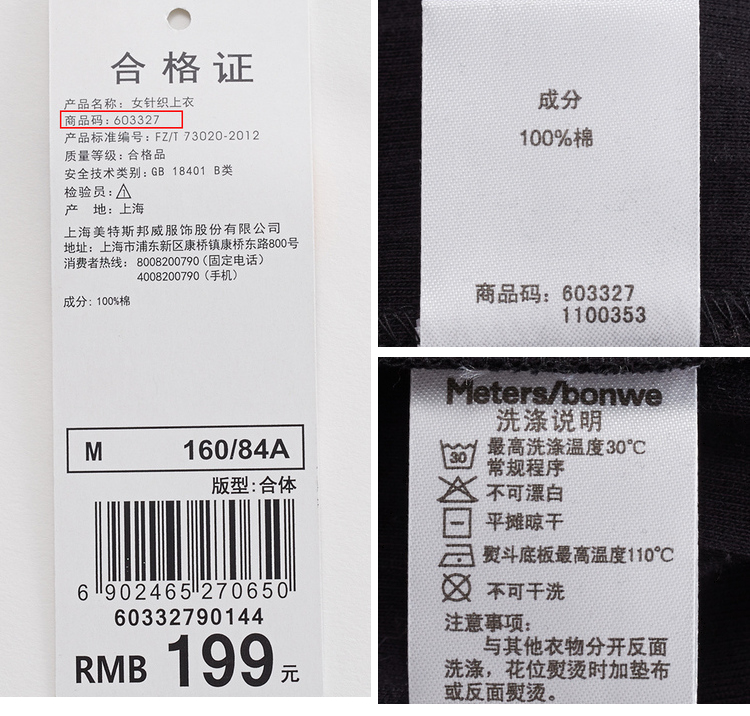 合格证
产品名称: 女针织上衣
商品码: 603327
产品标准编号: FZ/T 73020-2012
质量等级: 合格品
安全技术类别: GB 18401 B类
检验员: 1
产 地: 上海
上海美特斯邦威服饰股份有限公司
地址: 上海市浦东新区康桥镇康桥东路800号
消费者热线: 8008200790 (固定电话)
4008200790 (手机)
成分: 100%棉
M 160/84A
版型:合体
6 902465 270650
60332790144
RMB 199元
成分
100%棉
商品码: 603327
1100353
Meters/bonwe
洗涤说明
30 最高洗涤温度30℃
常规程序
不可漂白
平摊晾干
熨斗底板最高温度110℃
不可干洗
注意事项:
与其他衣物分开反面
洗涤，花位熨烫时加垫布
或反面熨烫。